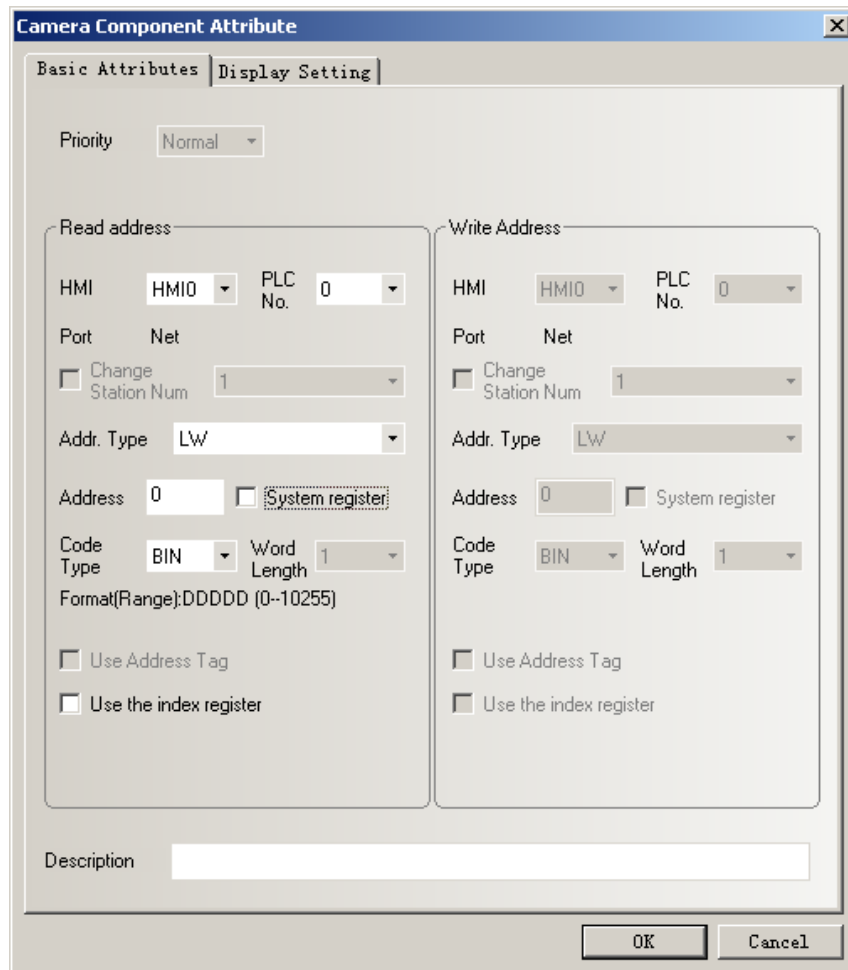 Camera Component Attribute
Basic Attributes Display Setting
Priority Normal
Read address
HMI HMI0 PLC No. 0
Port Net
Change Station Num 1
Addr. Type LW
Address 0 System register
Code Type BIN Word Length 1
Format(Range):DDDDD (0--10255)
Use Address Tag
Use the index register
Write Address
HMI HMI0 PLC No. 0
Port Net
Change Station Num 1
Addr. Type LW
Address 0 System register
Code Type BIN Word Length 1
Use Address Tag
Use the index register
Description
OK Cancel